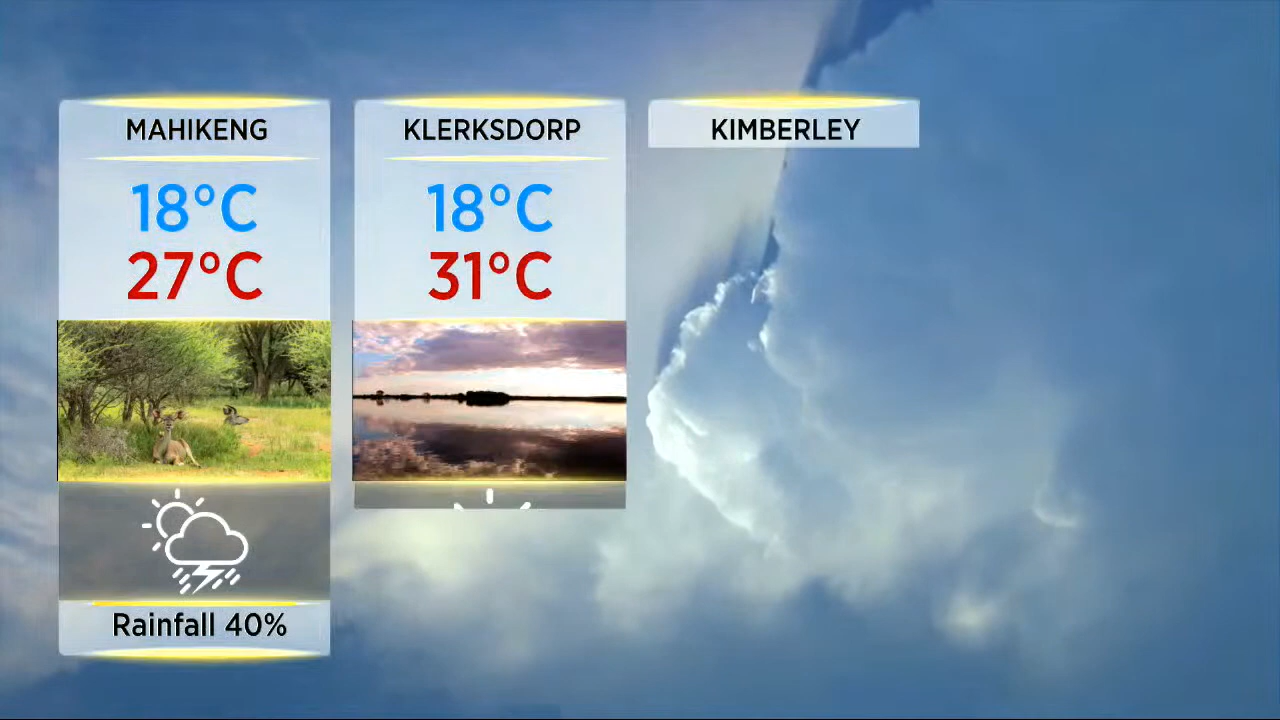 MAHIKENG
18°C
27°C
Rainfall 40%
KLERKSDORP
18°C
31°C
KIMBERLEY